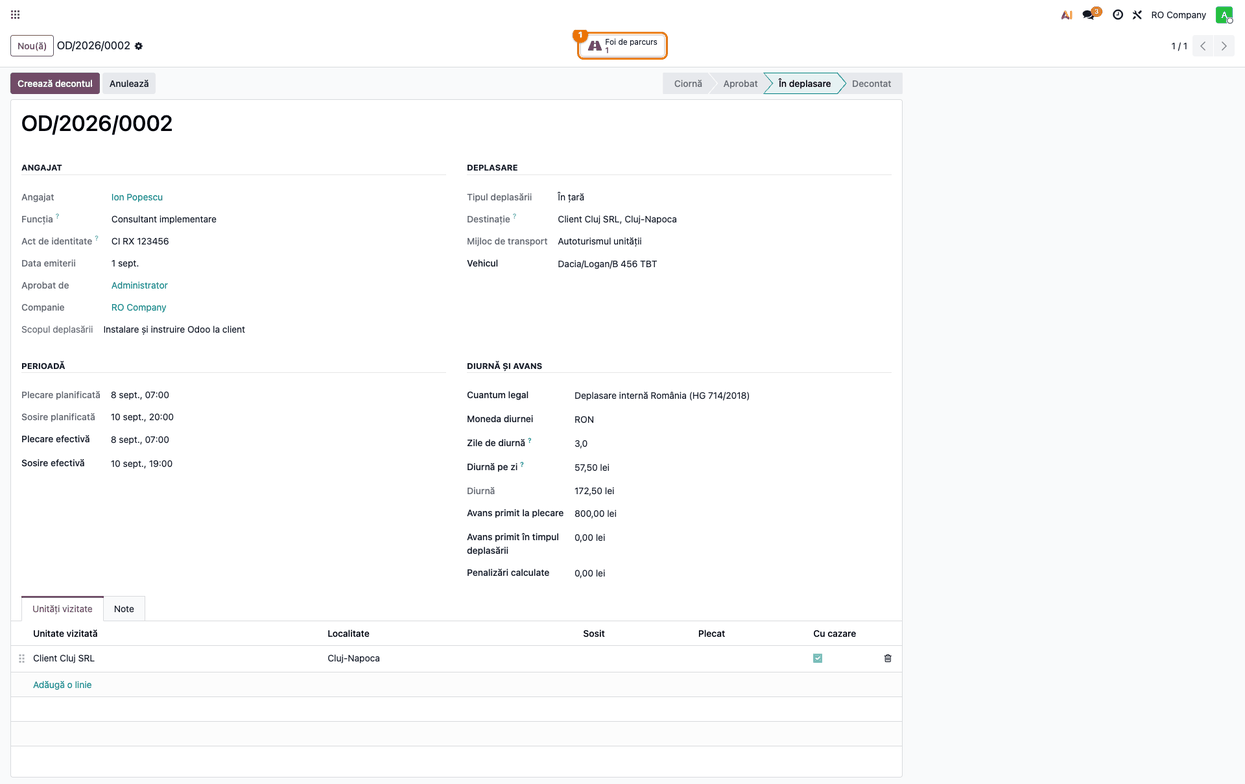 AI
3
RO Company
A
Nou(ă)
OD/2026/0002
1
Foi de parcurs
1
1 / 1
Creează decontul
Anulează
Ciornă
Aprobat
În deplasare
Decontat
OD/2026/0002
ANGAJAT
Angajat Ion Popescu
Funcția ? Consultant implementare
Act de identitate ? CI RX 123456
Data emiterii 1 sept.
Aprobat de Administrator
Companie RO Company
Scopul deplasării Instalare și instruire Odoo la client
DEPLASARE
Tipul deplasării În țară
Destinație ? Client Cluj SRL, Cluj-Napoca
Mijloc de transport Autoturismul unității
Vehicul Dacia/Logan/B 456 TBT
PERIOADĂ
Plecare planificată 8 sept., 07:00
Sosire planificată 10 sept., 20:00
Plecare efectivă 8 sept., 07:00
Sosire efectivă 10 sept., 19:00
DIURNĂ ȘI AVANS
Cuantum legal Deplasare internă România (HG 714/2018)
Moneda diurnei RON
Zile de diurnă ? 3,0
Diurnă pe zi ? 57,50 lei
Diurnă 172,50 lei
Avans primit la plecare 800,00 lei
Avans primit în timpul deplasării 0,00 lei
Penalizări calculate 0,00 lei
Unități vizitate
Note
Unitate vizitată Localitate Sosit Plecat Cu cazare
Client Cluj SRL Cluj-Napoca
Adăugă o linie